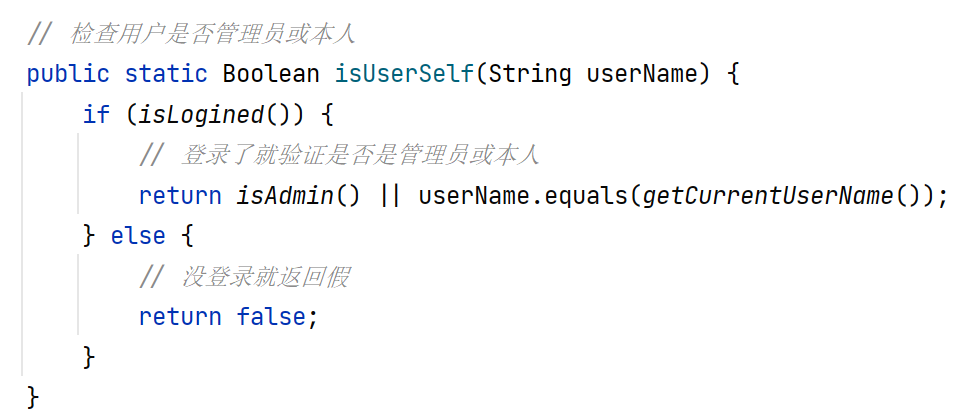 // 检查用户是否管理员或本人
public static Boolean isUserSelf(String userName) {
    if (isLogined()) {
        // 登录了就验证是否是管理员或本人
        return isAdmin() || userName.equals(getCurrentUserName());
    } else {
        // 没登录就返回假
        return false;
    }
}